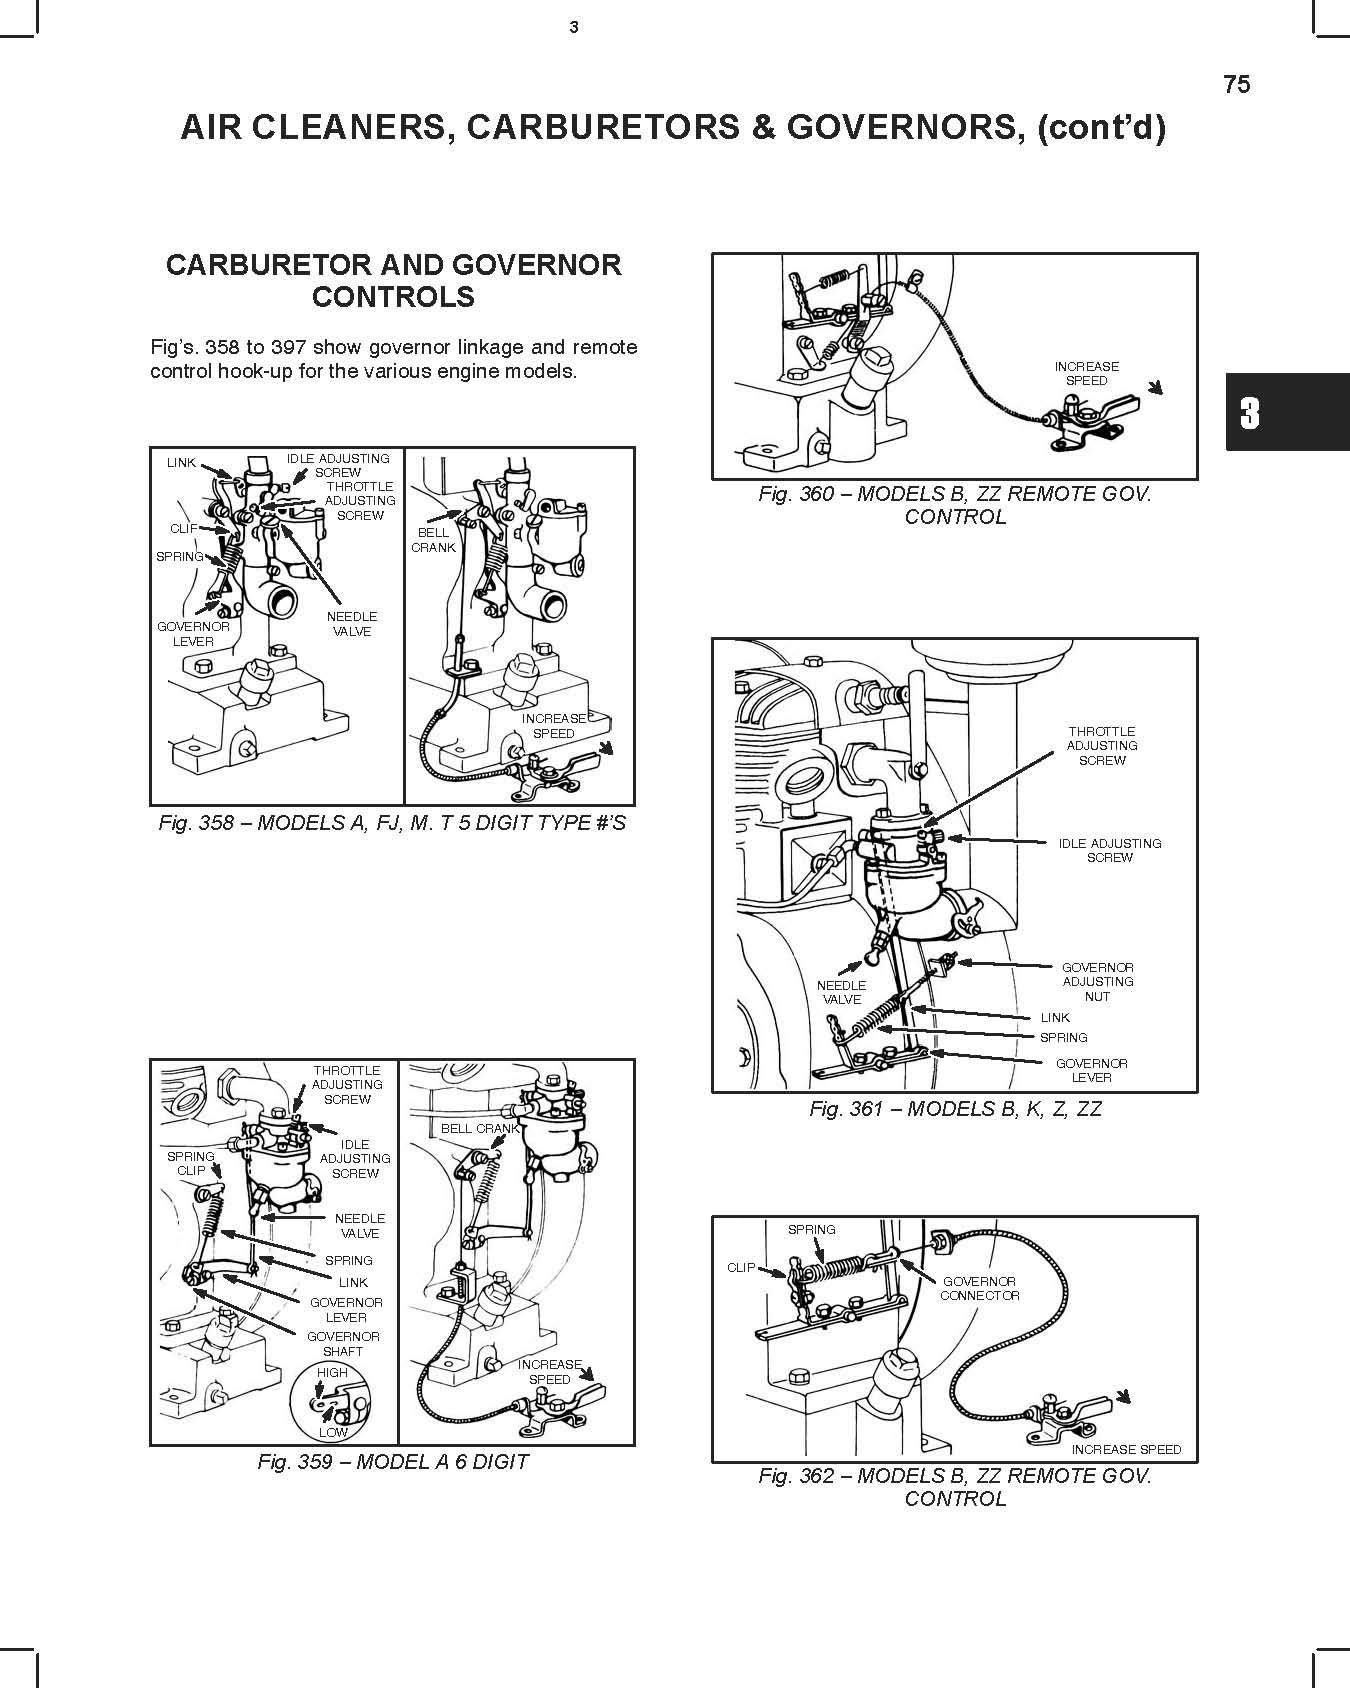 3
75
AIR CLEANERS, CARBURETORS & GOVERNORS, (cont’d)
CARBURETOR AND GOVERNOR
CONTROLS
Fig’s. 358 to 397 show governor linkage and remote
control hook-up for the various engine models.
LINK
IDLE ADJUSTING
SCREW
THROTTLE
ADJUSTING
SCREW
CLIP
SPRING
GOVERNOR
LEVER
NEEDLE
VALVE
BELL
CRANK
INCREASE
SPEED
Fig. 358 – MODELS A, FJ, M. T 5 DIGIT TYPE #’S
THROTTLE
ADJUSTING
SCREW
IDLE
ADJUSTING
SCREW
SPRING
CLIP
NEEDLE
VALVE
SPRING
LINK
GOVERNOR
LEVER
GOVERNOR
SHAFT
HIGH
LOW
BELL CRANK
INCREASE
SPEED
Fig. 359 – MODEL A 6 DIGIT
INCREASE
SPEED
Fig. 360 – MODELS B, ZZ REMOTE GOV.
CONTROL
3
THROTTLE
ADJUSTING
SCREW
IDLE ADJUSTING
SCREW
NEEDLE
VALVE
GOVERNOR
ADJUSTING
NUT
LINK
SPRING
GOVERNOR
LEVER
Fig. 361 – MODELS B, K, Z, ZZ
SPRING
CLIP
GOVERNOR
CONNECTOR
INCREASE SPEED
Fig. 362 – MODELS B, ZZ REMOTE GOV.
CONTROL